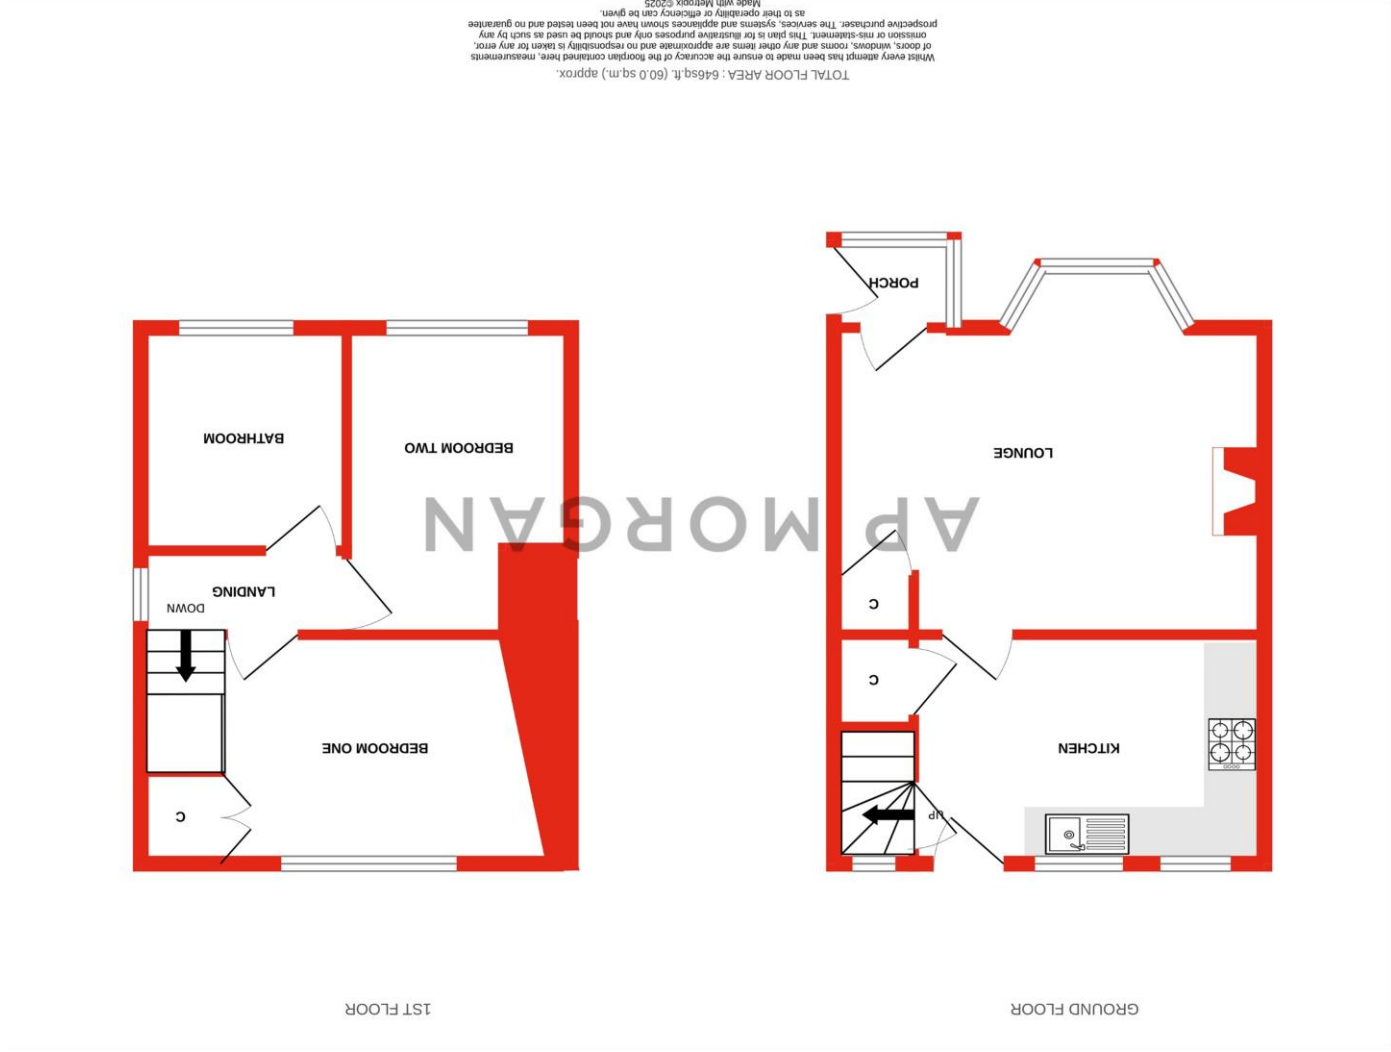 GROUND FLOOR
UP
KITCHEN
C
C
LOUNGE
PORCH
1ST FLOOR
C
BEDROOM ONE
DOWN
LANDING
BEDROOM TWO
BATHROOM
AP MORGAN
TOTAL FLOOR AREA : 646sq.ft. (60.0 sq.m.) approx.
Whilst every attempt has been made to ensure the accuracy of the floorplan contained here, measurements
of doors, windows, rooms and any other items are approximate and no responsibility is taken for any error,
omission or mis-statement. This plan is for illustrative purposes only and should be used as such by any
prospective purchaser. The services, systems and appliances shown have not been tested and no guarantee
as to their operability or efficiency can be given.
Made with Metropix ©2025